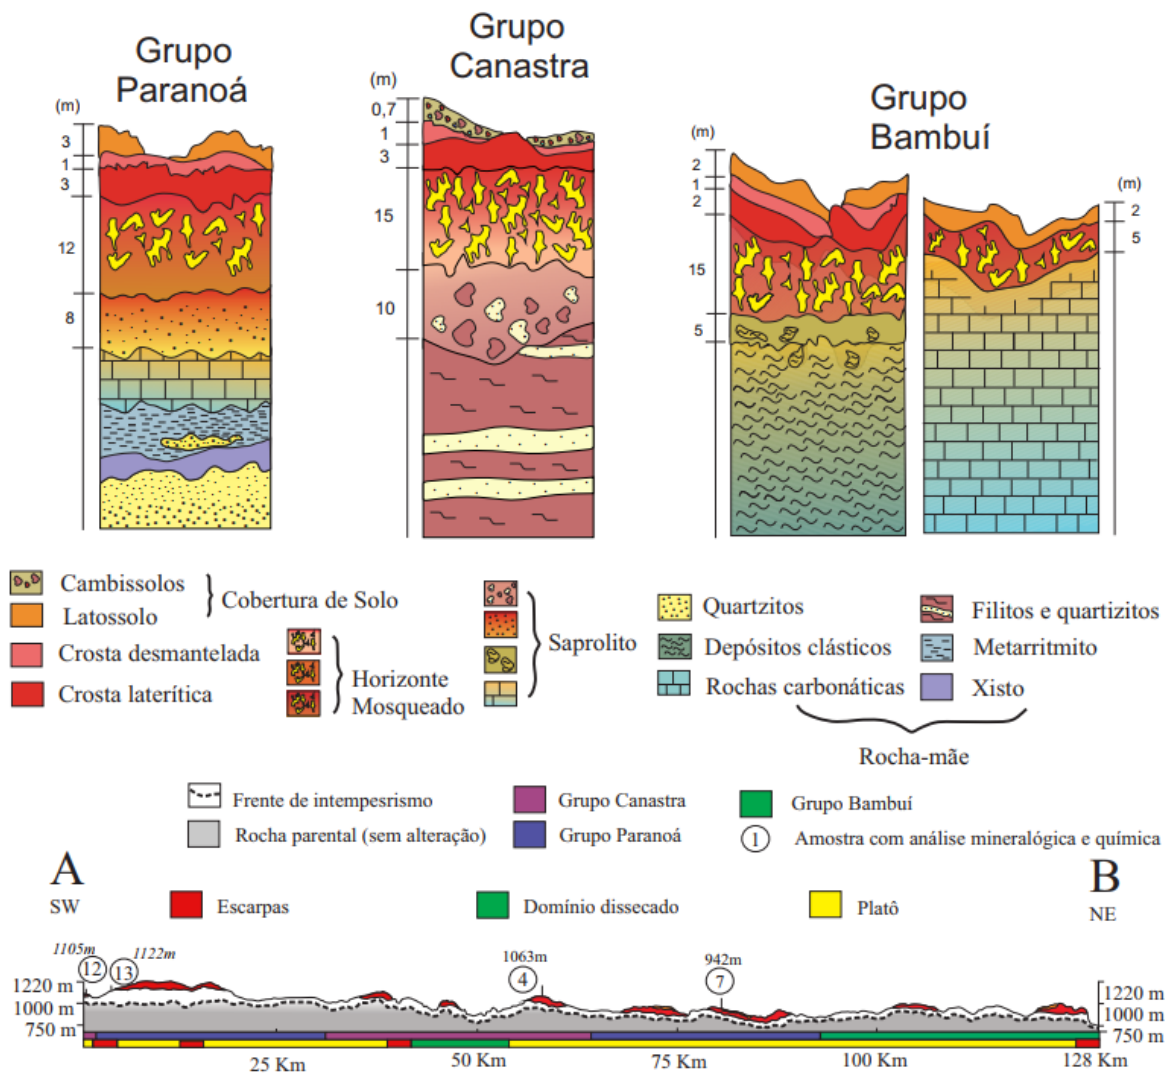 Grupo
Paranoá
(m)
3
1
3
12
8
Grupo
Canastra
(m)
0,7
1
3
15
10
Grupo
Bambuí
(m)
2
1
2
15
5
(m)
2
5
Cambissolos
Latossolo
Cobertura de Solo
Crosta desmantelada
Crosta laterítica
Horizonte
Mosqueado
Saprolito
Quartzitos
Depósitos clásticos
Rochas carbonáticas
Filitos e quartizitos
Metarritmito
Xisto
Rocha-mãe
Frente de intempesrismo
Rocha parental (sem alteração)
Grupo Canastra
Grupo Paranoá
Grupo Bambuí
1 Amostra com análise mineralógica e química
A
SW
Escarpas
Domínio dissecado
Platô
B
NE
1105m
12
13
1122m
1063m
4
942m
7
1220 m
1000 m
750 m
1220 m
1000 m
750 m
25 Km
50 Km
75 Km
100 Km
128 Km